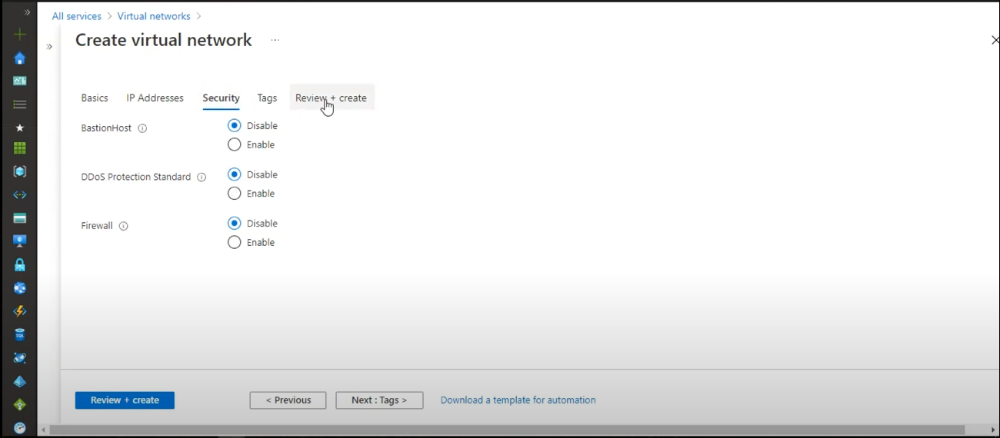 All services > Virtual networks >
Create virtual network ...
Basics IP Addresses Security Tags Review + create
BastionHost Disable
Enable
DDoS Protection Standard Disable
Enable
Firewall Disable
Enable
Review + create < Previous Next : Tags > Download a template for automation